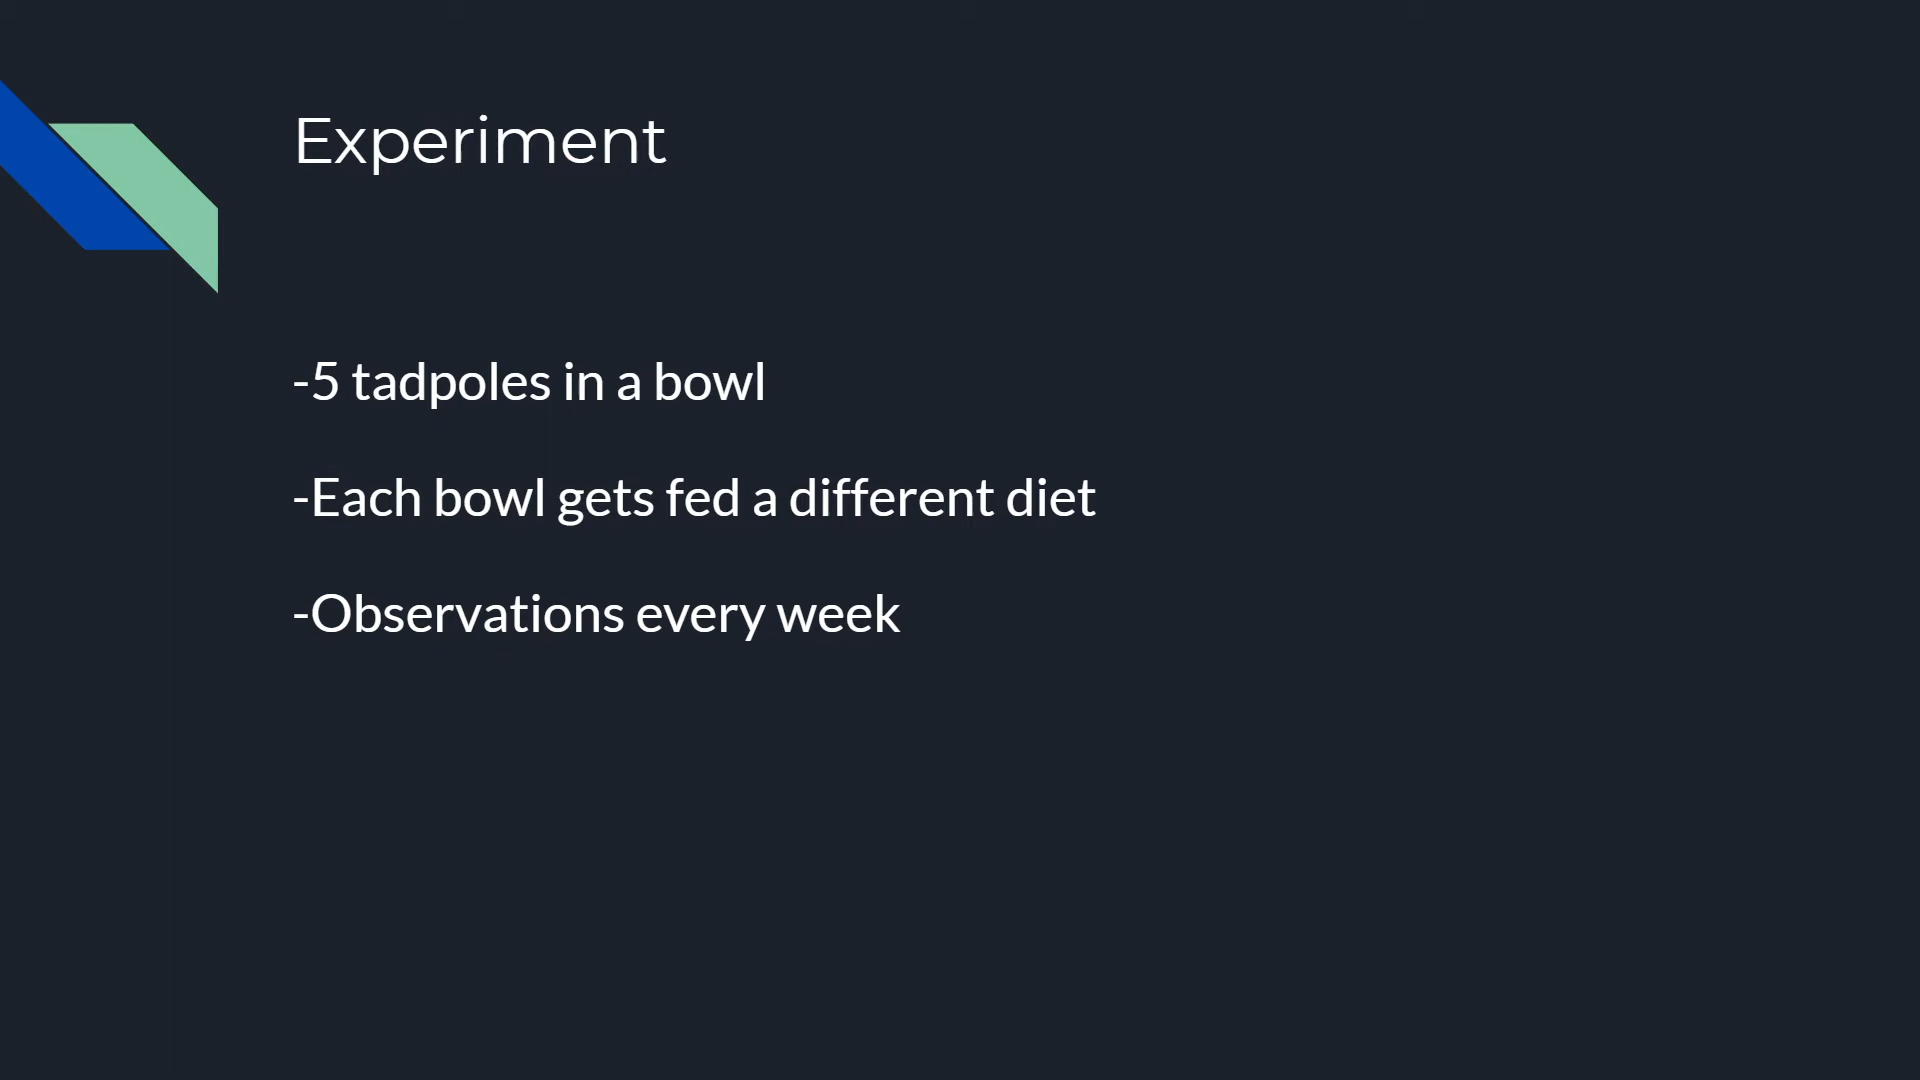 Experiment
-5 tadpoles in a bowl
-Each bowl gets fed a different diet
-Observations every week